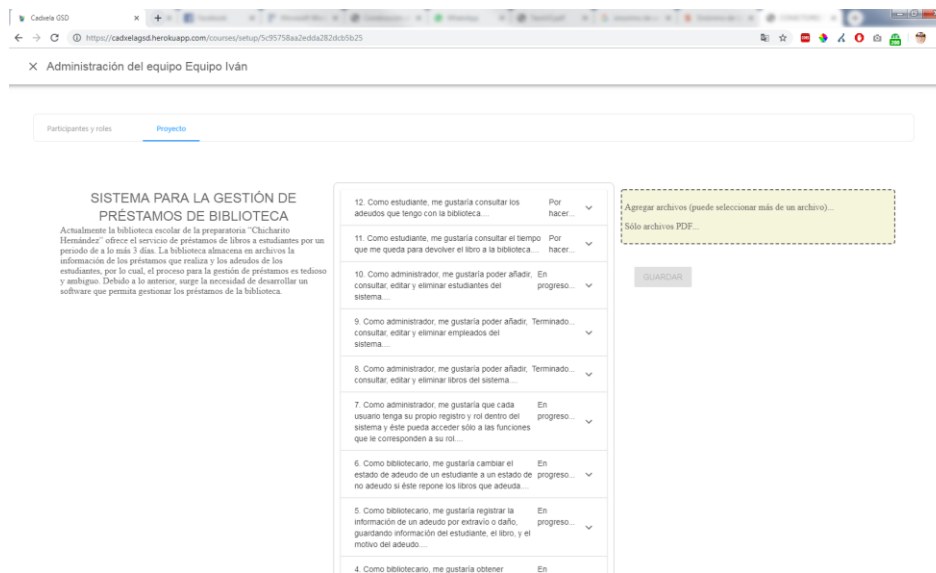 Cadxela GSD
Facebook
WhatsApp
https://cadxelagsd.herokuapp.com/courses/setup/5c95758aa2edda282dcb5b25
Administración del equipo Equipo Iván
Participantes y roles
Proyecto
SISTEMA PARA LA GESTIÓN DE
PRÉSTAMOS DE BIBLIOTECA
Actualmente la biblioteca escolar de la preparatoria "Chicharito
Hernández" ofrece el servicio de préstamos de libros a estudiantes por un
periodo de a lo más 3 días. La biblioteca almacena en archivos la
información de los préstamos que realiza y los adeudos de los
estudiantes, por lo cual, el proceso para la gestión de préstamos es tedioso
y ambiguo. Debido a lo anterior, surge la necesidad de desarrollar un
software que permita gestionar los préstamos de la biblioteca.
12. Como estudiante, me gustaría consultar los
adeudos que tengo con la biblioteca....
Por
hacer...
11. Como estudiante, me gustaría consultar el tiempo
que me queda para devolver el libro a la biblioteca....
Por
hacer...
10. Como administrador, me gustaría poder añadir,
consultar, editar y eliminar estudiantes del
sistema....
En
progreso...
9. Como administrador, me gustaría poder añadir,
consultar, editar y eliminar empleados del
sistema....
Terminado...
8. Como administrador, me gustaría poder añadir,
consultar, editar y eliminar libros del sistema....
Terminado...
7. Como administrador, me gustaría que cada
usuario tenga su propio registro y rol dentro del
sistema y éste pueda acceder sólo a las funciones
que le corresponden a su rol....
En
progreso...
6. Como bibliotecario, me gustaría cambiar el
estado de adeudo de un estudiante a un estado de
no adeudo si éste repone los libros que adeuda....
En
progreso...
5. Como bibliotecario, me gustaría registrar la
información de un adeudo por extravío o daño,
guardando información del estudiante, el libro, y el
motivo del adeudo....
En
progreso...
4. Como bibliotecario, me gustaría obtener
En
Agregar archivos (puede seleccionar más de un archivo)...
Sólo archivos PDF...
GUARDAR